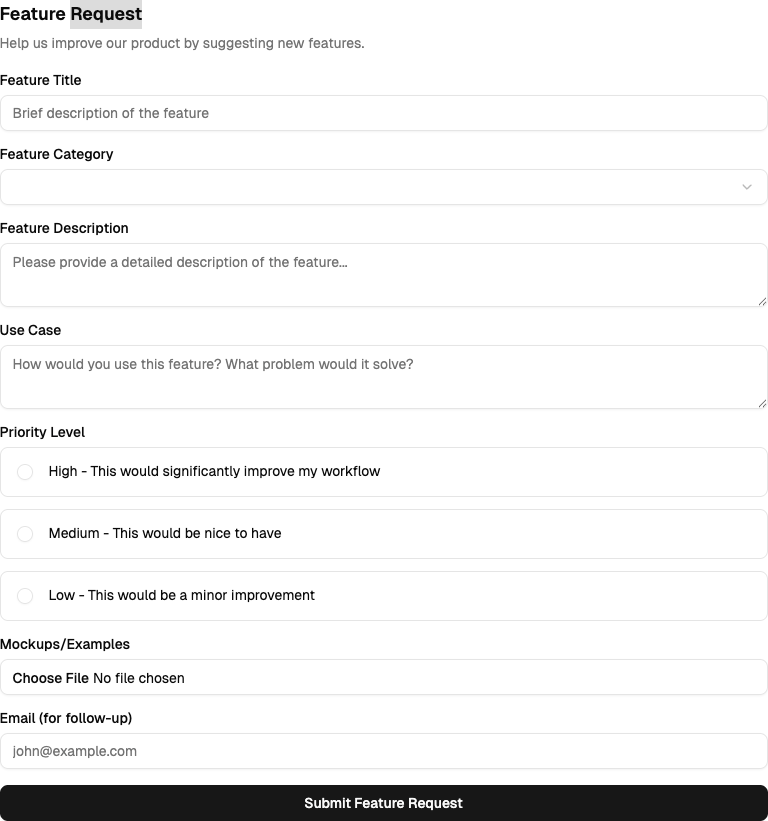 Feature Request
Help us improve our product by suggesting new features.
Feature Title
Brief description of the feature
Feature Category
Feature Description
Please provide a detailed description of the feature...
Use Case
How would you use this feature? What problem would it solve?
Priority Level
High - This would significantly improve my workflow
Medium - This would be nice to have
Low - This would be a minor improvement
Mockups/Examples
Choose File No file chosen
Email (for follow-up)
john@example.com
Submit Feature Request